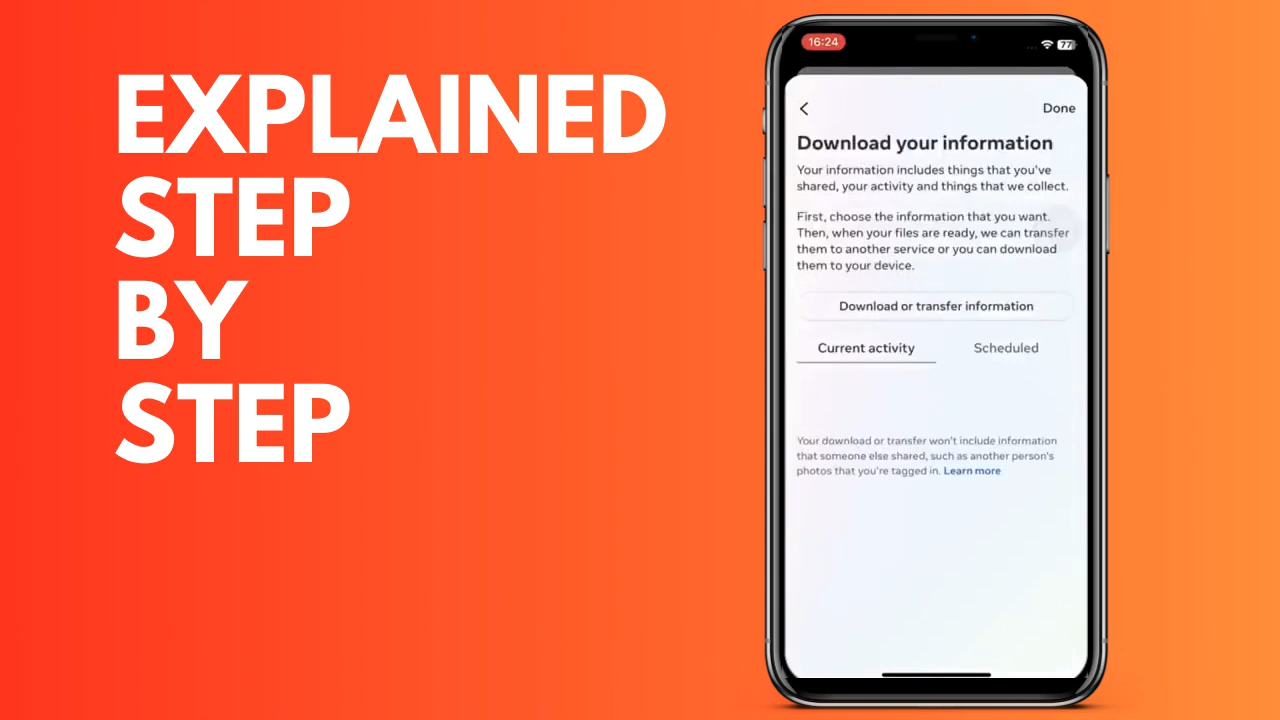 EXPLAINED
STEP
BY
STEP
16:24
77
Done
Download your information
Your information includes things that you've
shared, your activity and things that we collect.
First, choose the information that you want.
Then, when your files are ready, we can transfer
them to another service or you can download
them to your device.
Download or transfer information
Current activity
Scheduled
Your download or transfer won't include information
that someone else shared, such as another person's
photos that you're tagged in. Learn more